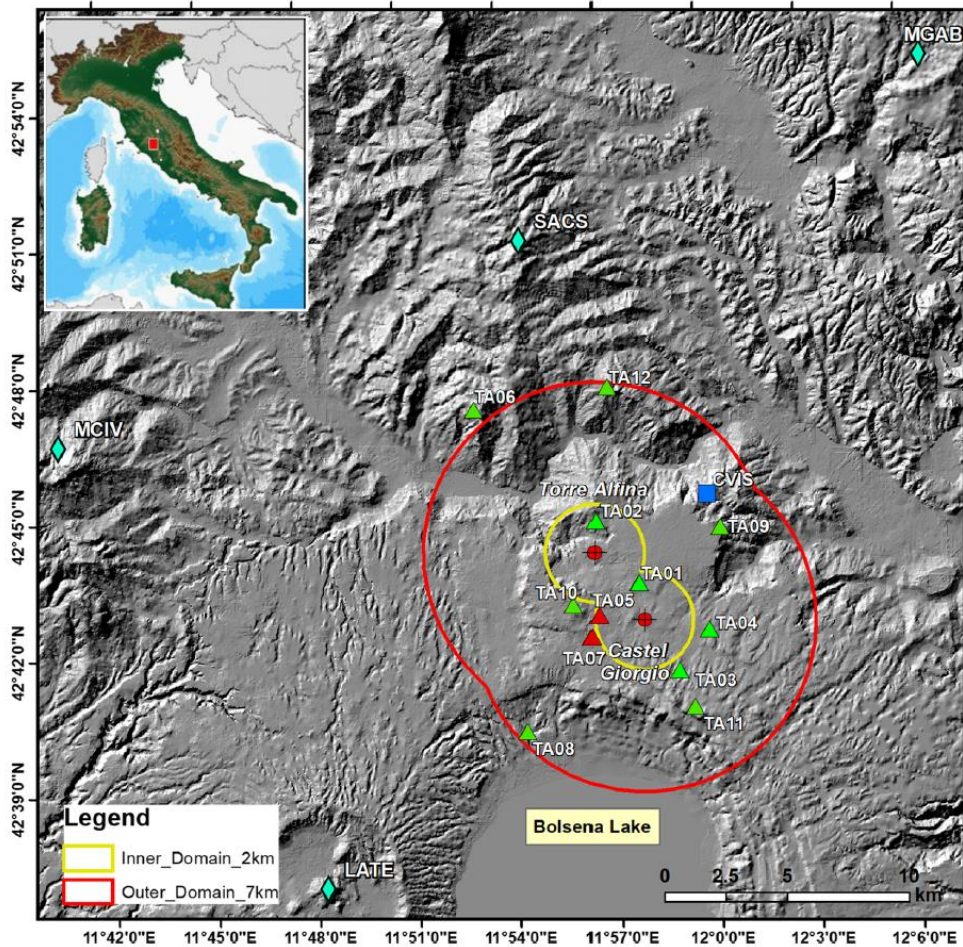 MGAB
42°54'0"N
SACS
42°51'0"N
42°48'0"N
TA12
TA06
MCIV
CVIS
Torre Alfina
42°45'0"N
TA02
TA09
TA01
TA10
TA05
TA04
42°42'0"N
TA07
Castel
Giorgio
TA03
TA11
TA08
42°39'0"N
Bolsena Lake
Legend
Inner_Domain_2km
Outer_Domain_7km
LATE
0 2.5 5 10
km
11°42'0"E 11°45'0"E 11°48'0"E 11°51'0"E 11°54'0"E 11°57'0"E 12°0'0"E 12°3'0"E 12°6'0"E